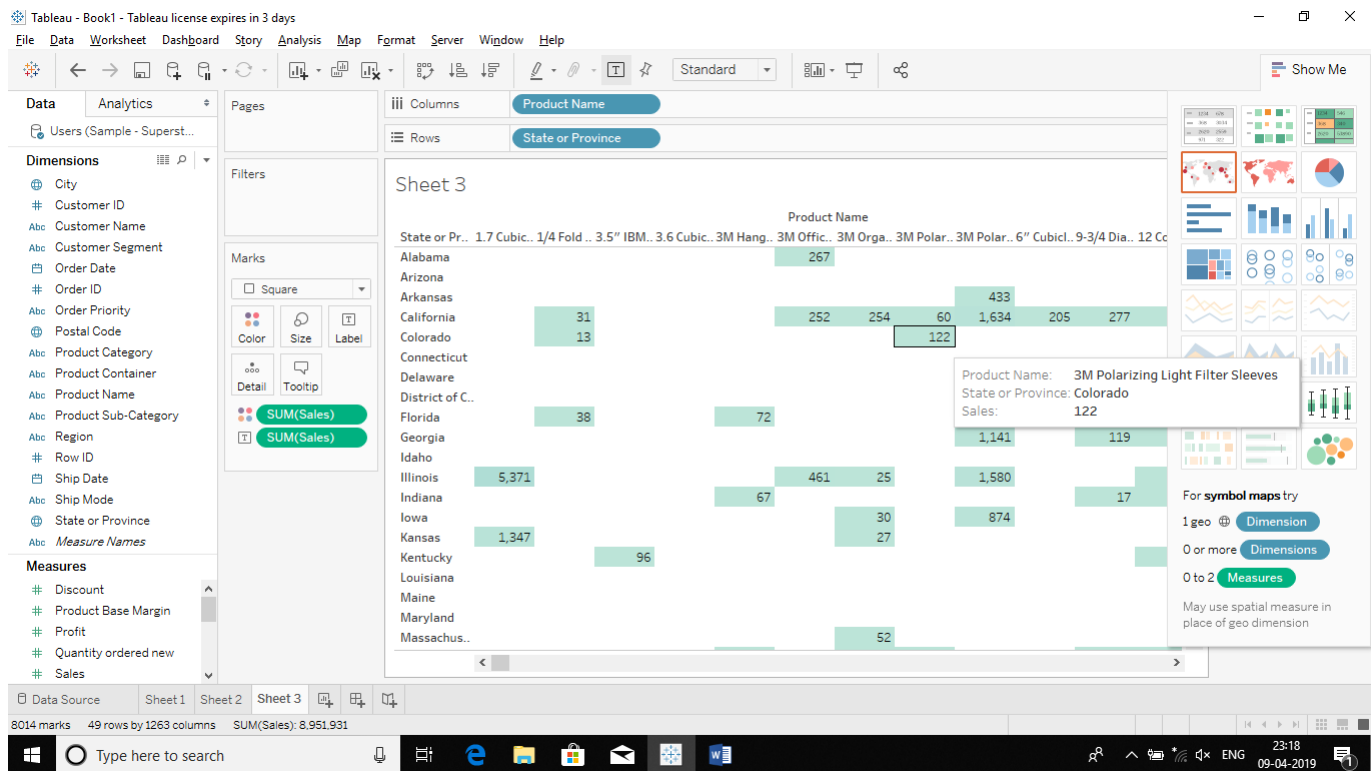 Tableau - Book1 - Tableau license expires in 3 days
File Data Worksheet Dashboard Story Analysis Map Format Server Window Help
Standard
Show Me
Data Analytics
Users (Sample - Superst...
Dimensions
City
Customer ID
Abc Customer Name
Abc Customer Segment
Order Date
Order ID
Abc Order Priority
Postal Code
Abc Product Category
Abc Product Container
Abc Product Name
Abc Product Sub-Category
Abc Region
Row ID
Ship Date
Abc Ship Mode
State or Province
Abc Measure Names
Measures
# Discount
# Product Base Margin
# Profit
# Quantity ordered new
# Sales
Pages
Filters
Marks
Square
Color Size Label
Detail Tooltip
SUM(Sales)
SUM(Sales)
Columns Product Name
Rows State or Province
Sheet 3
Product Name
State or Pr.. 1.7 Cubic.. 1/4 Fold .. 3.5" IBM.. 3.6 Cubic.. 3M Hang.. 3M Offic.. 3M Orga.. 3M Polar.. 3M Polar.. 6" Cubicl.. 9-3/4 Dia.. 12 Co
Alabama 267
Arizona
Arkansas 433
California 31 252 254 60 1,634 205 277
Colorado 13 122
Connecticut
Delaware
District of C..
Florida 38 72
Georgia 1,141 119
Idaho
Illinois 5,371 461 25 1,580
Indiana 67 17
Iowa 30 874
Kansas 1,347 27
Kentucky 96
Louisiana
Maine
Maryland
Massachus.. 52
Product Name: 3M Polarizing Light Filter Sleeves
State or Province: Colorado
Sales: 122
For symbol maps try
1 geo Dimension
0 or more Dimensions
0 to 2 Measures
May use spatial measure in
place of geo dimension
Data Source Sheet 1 Sheet 2 Sheet 3
8014 marks 49 rows by 1263 columns SUM(Sales): 8,951,931
Type here to search
ENG
23:18
09-04-2019
1